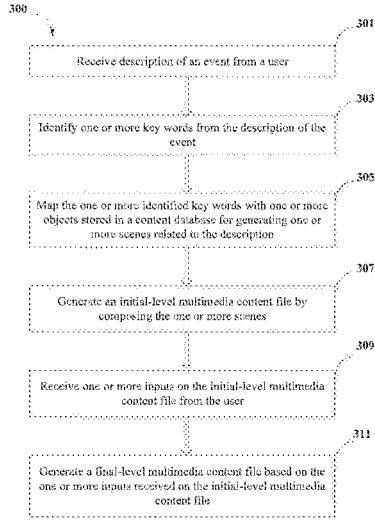 300
301
Receive description of an event from a user
303
Identify one or more key words from the description of the
event
305
Map the one or more identified key words with one or more
objects stored in a content database for generating one or
more scenes related to the description
307
Generate an initial-level multimedia content file by
composing the one or more scenes
309
Receive one or more inputs on the initial-level multimedia
content file from the user
311
Generate a final-level multimedia content file based on the
one or more inputs received on the initial-level multimedia
content file